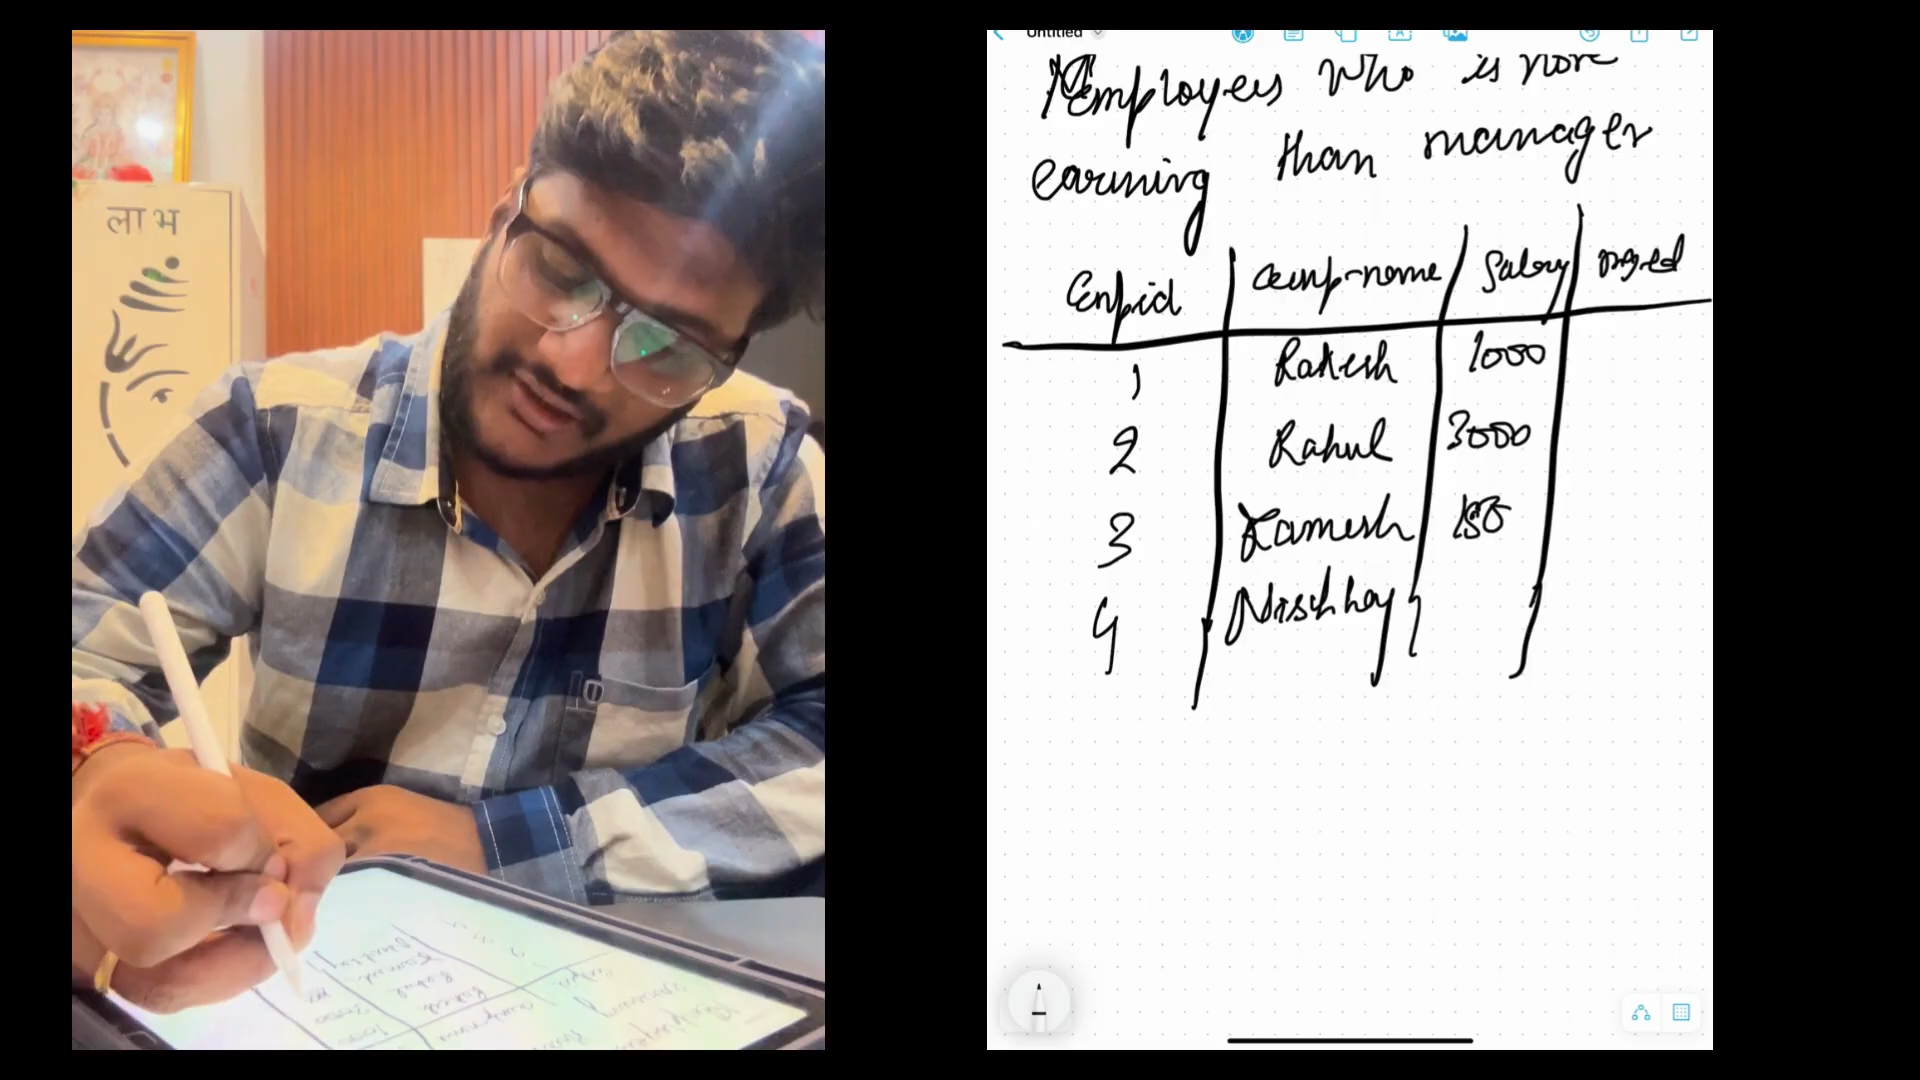 लाभ
Untitled
employees who is more
earning than manager
Empid emp-name Salary mgrid
1 Rakesh 1000
2 Rahul 3000
3 Ramesh 150
4 Nischay